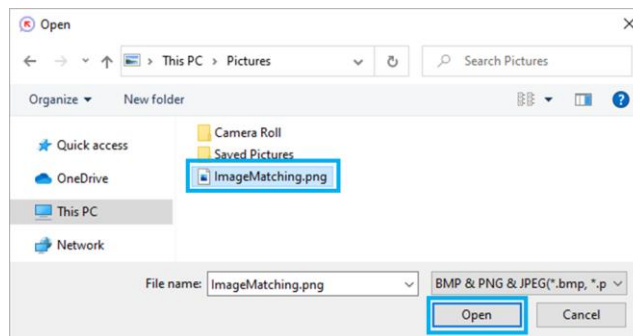 Open
This PC > Pictures
Search Pictures
Organize
New folder
Quick access
OneDrive
This PC
Network
Camera Roll
Saved Pictures
ImageMatching.png
File name: ImageMatching.png
BMP & PNG & JPEG(*.bmp, *.p
Open
Cancel